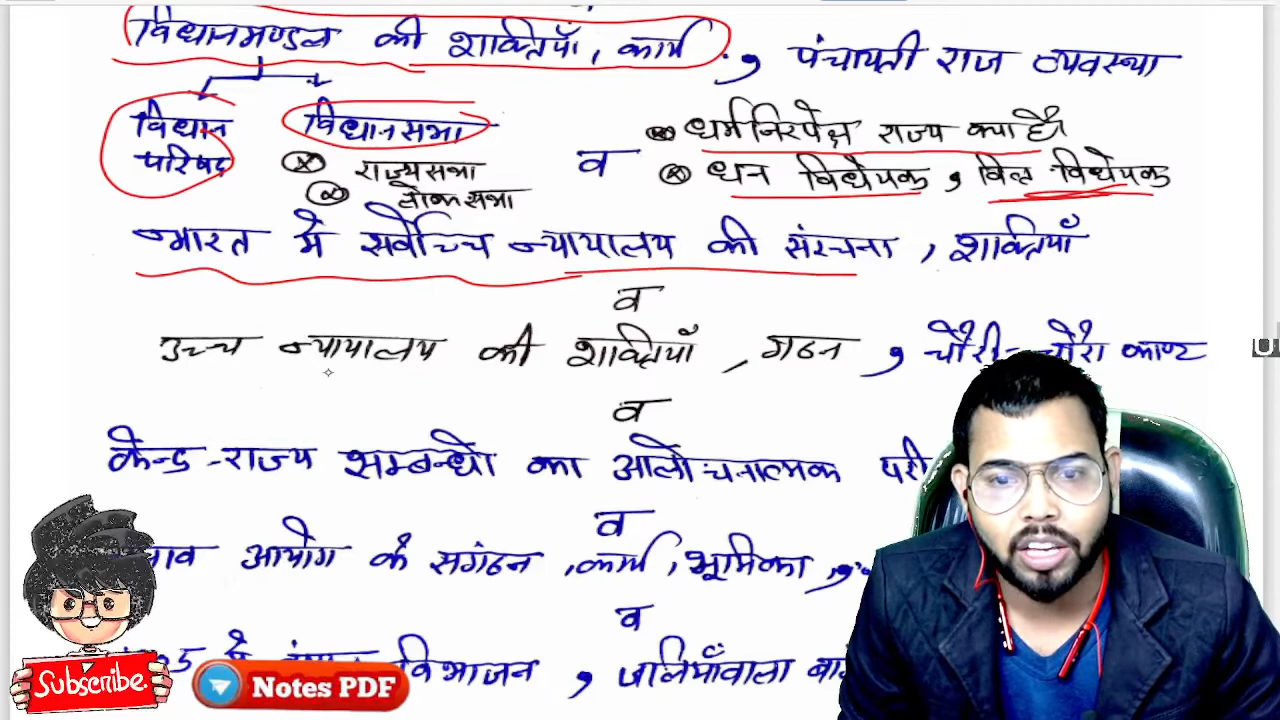 विधानमण्डल की शक्तियाँ, कार्य , पंचायती राज व्यवस्था
विधान परिषद
विधानसभा
राज्यसभा
लोकसभा
व
धर्मनिरपेक्ष राज्य क्या है।
धन विधेयक, वित्त विधेयक
भारत में सर्वोच्च न्यायालय की संरचना, शक्तियाँ
व
उच्च न्यायालय की शक्तियाँ, गठन , चौरी-चौरा काण्ट
व
केन्द्र-राज्य सम्बन्धो का आलोचनात्मक परी
व
आयोग के संगठन, कार्य, भूमिका,
व
विभाजन , जलियाँवाला
Subscribe.
Notes PDF